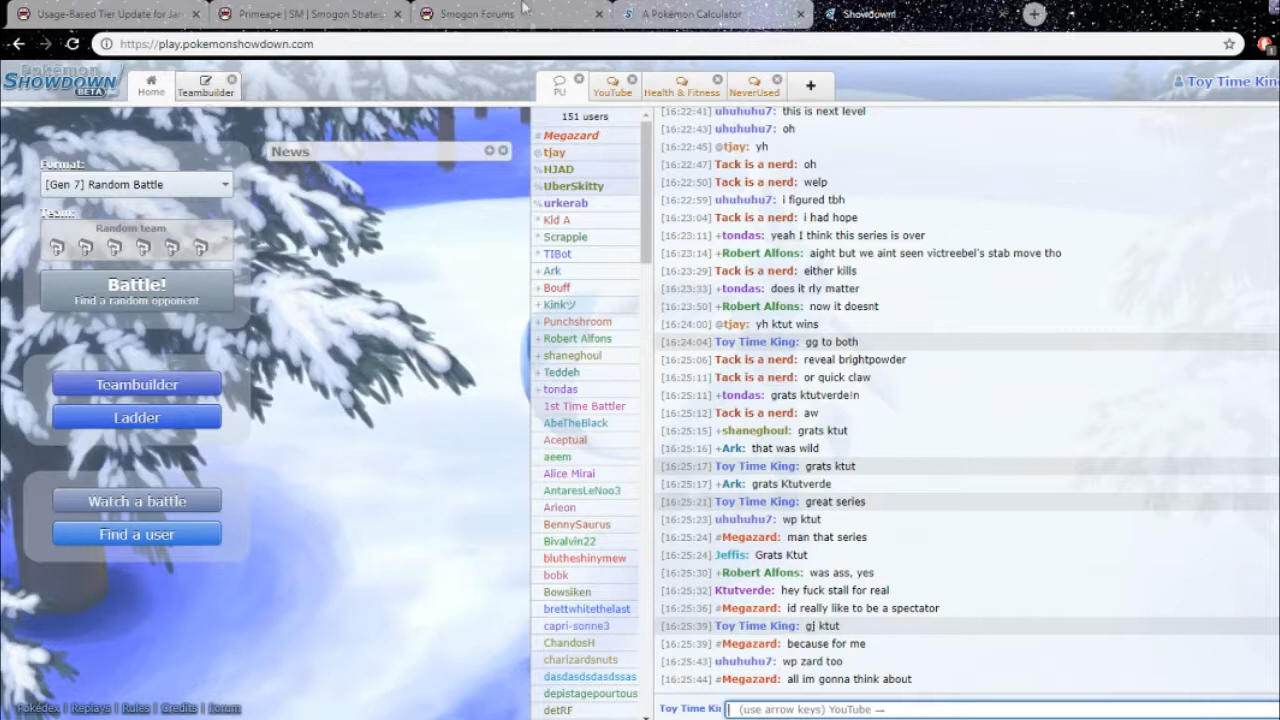 Usage-Based Tier Update for Jan
Primeape | SM | Smogon Strate
Smogon Forums
A Pokémon Calculator
Showdown!
https://play.pokemonshowdown.com
Pokémon
SHOWDOWN
BETA
Home
Teambuilder
PU
YouTube
Health & Fitness
NeverUsed
Toy Time King
Format:
[Gen 7] Random Battle
Team:
Random team
Battle!
Find a random opponent
Teambuilder
Ladder
Watch a battle
Find a user
Pokédex | Replays | Rules | Credits | Forum
News
151 users
# Megazard
@ tjay
% HJAD
% UberSkitty
% urkerab
* Kid A
* Scrappie
* TIBot
+ Ark
+ Bouff
+ Kinkツ
+ Punchshroom
+ Robert Alfons
+ shaneghoul
+ Teddeh
+ tondas
1st Time Battler
AbeTheBlack
Aceptual
aeem
Alice Mirai
AntaresLeNoo3
Arieon
BennySaurus
Bivalvin22
blutheshinymew
bobk
Bowsiken
brettwhitethelast
capri-sonne3
ChandosH
charizardsnuts
dasdasdsdasdssas
depistagepourtous
detRF
[16:22:41] uhuhuhu7: this is next level
[16:22:43] uhuhuhu7: oh
[16:22:45] @tjay: yh
[16:22:47] Tack is a nerd: oh
[16:22:50] Tack is a nerd: welp
[16:22:59] uhuhuhu7: i figured tbh
[16:23:04] Tack is a nerd: i had hope
[16:23:11] +tondas: yeah I think this series is over
[16:23:14] +Robert Alfons: aight but we aint seen victreebel's stab move tho
[16:23:29] Tack is a nerd: either kills
[16:23:33] +tondas: does it rly matter
[16:23:50] +Robert Alfons: now it doesnt
[16:24:00] @tjay: yh ktut wins
[16:24:04] Toy Time King: gg to both
[16:25:06] Tack is a nerd: reveal brightpowder
[16:25:11] Tack is a nerd: or quick claw
[16:25:11] +tondas: grats ktutverde!n
[16:25:12] Tack is a nerd: aw
[16:25:15] +shaneghoul: grats ktut
[16:25:16] +Ark: that was wild
[16:25:17] Toy Time King: grats ktut
[16:25:17] +Ark: grats Ktutverde
[16:25:21] Toy Time King: great series
[16:25:23] uhuhuhu7: wp ktut
[16:25:24] #Megazard: man that series
[16:25:24] Jeffis: Grats Ktut
[16:25:30] +Robert Alfons: was ass, yes
[16:25:32] Ktutverde: hey fuck stall for real
[16:25:36] #Megazard: id really like to be a spectator
[16:25:39] Toy Time King: gj ktut
[16:25:39] #Megazard: because for me
[16:25:43] uhuhuhu7: wp zard too
[16:25:44] #Megazard: all im gonna think about
Toy Time Ki (use arrow keys) YouTube →